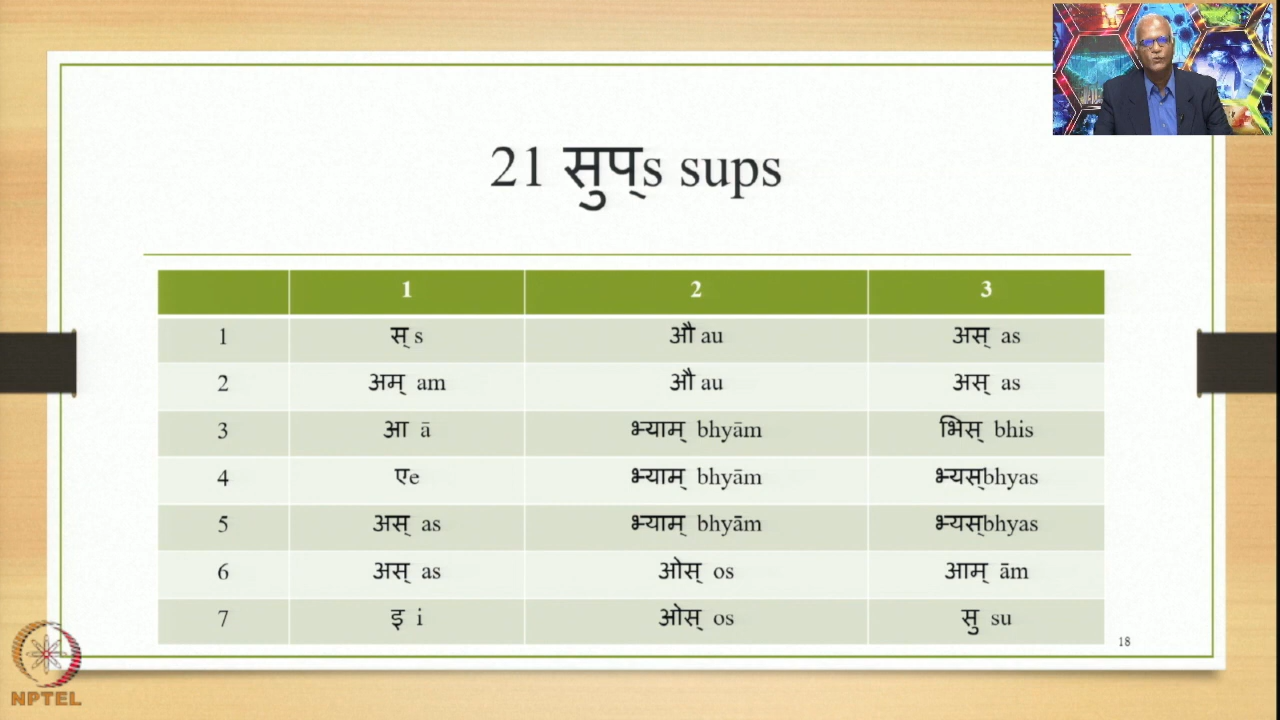 21 सुप्s sups
1 2 3
1 स् s औ au अस् as
2 अम् am औ au अस् as
3 आ ā भ्याम् bhyām भिस् bhis
4 एe भ्याम् bhyām भ्यस्bhyas
5 अस् as भ्याम् bhyām भ्यस्bhyas
6 अस् as ओस् os आम् ām
7 इ i ओस् os सु su
18
NPTEL